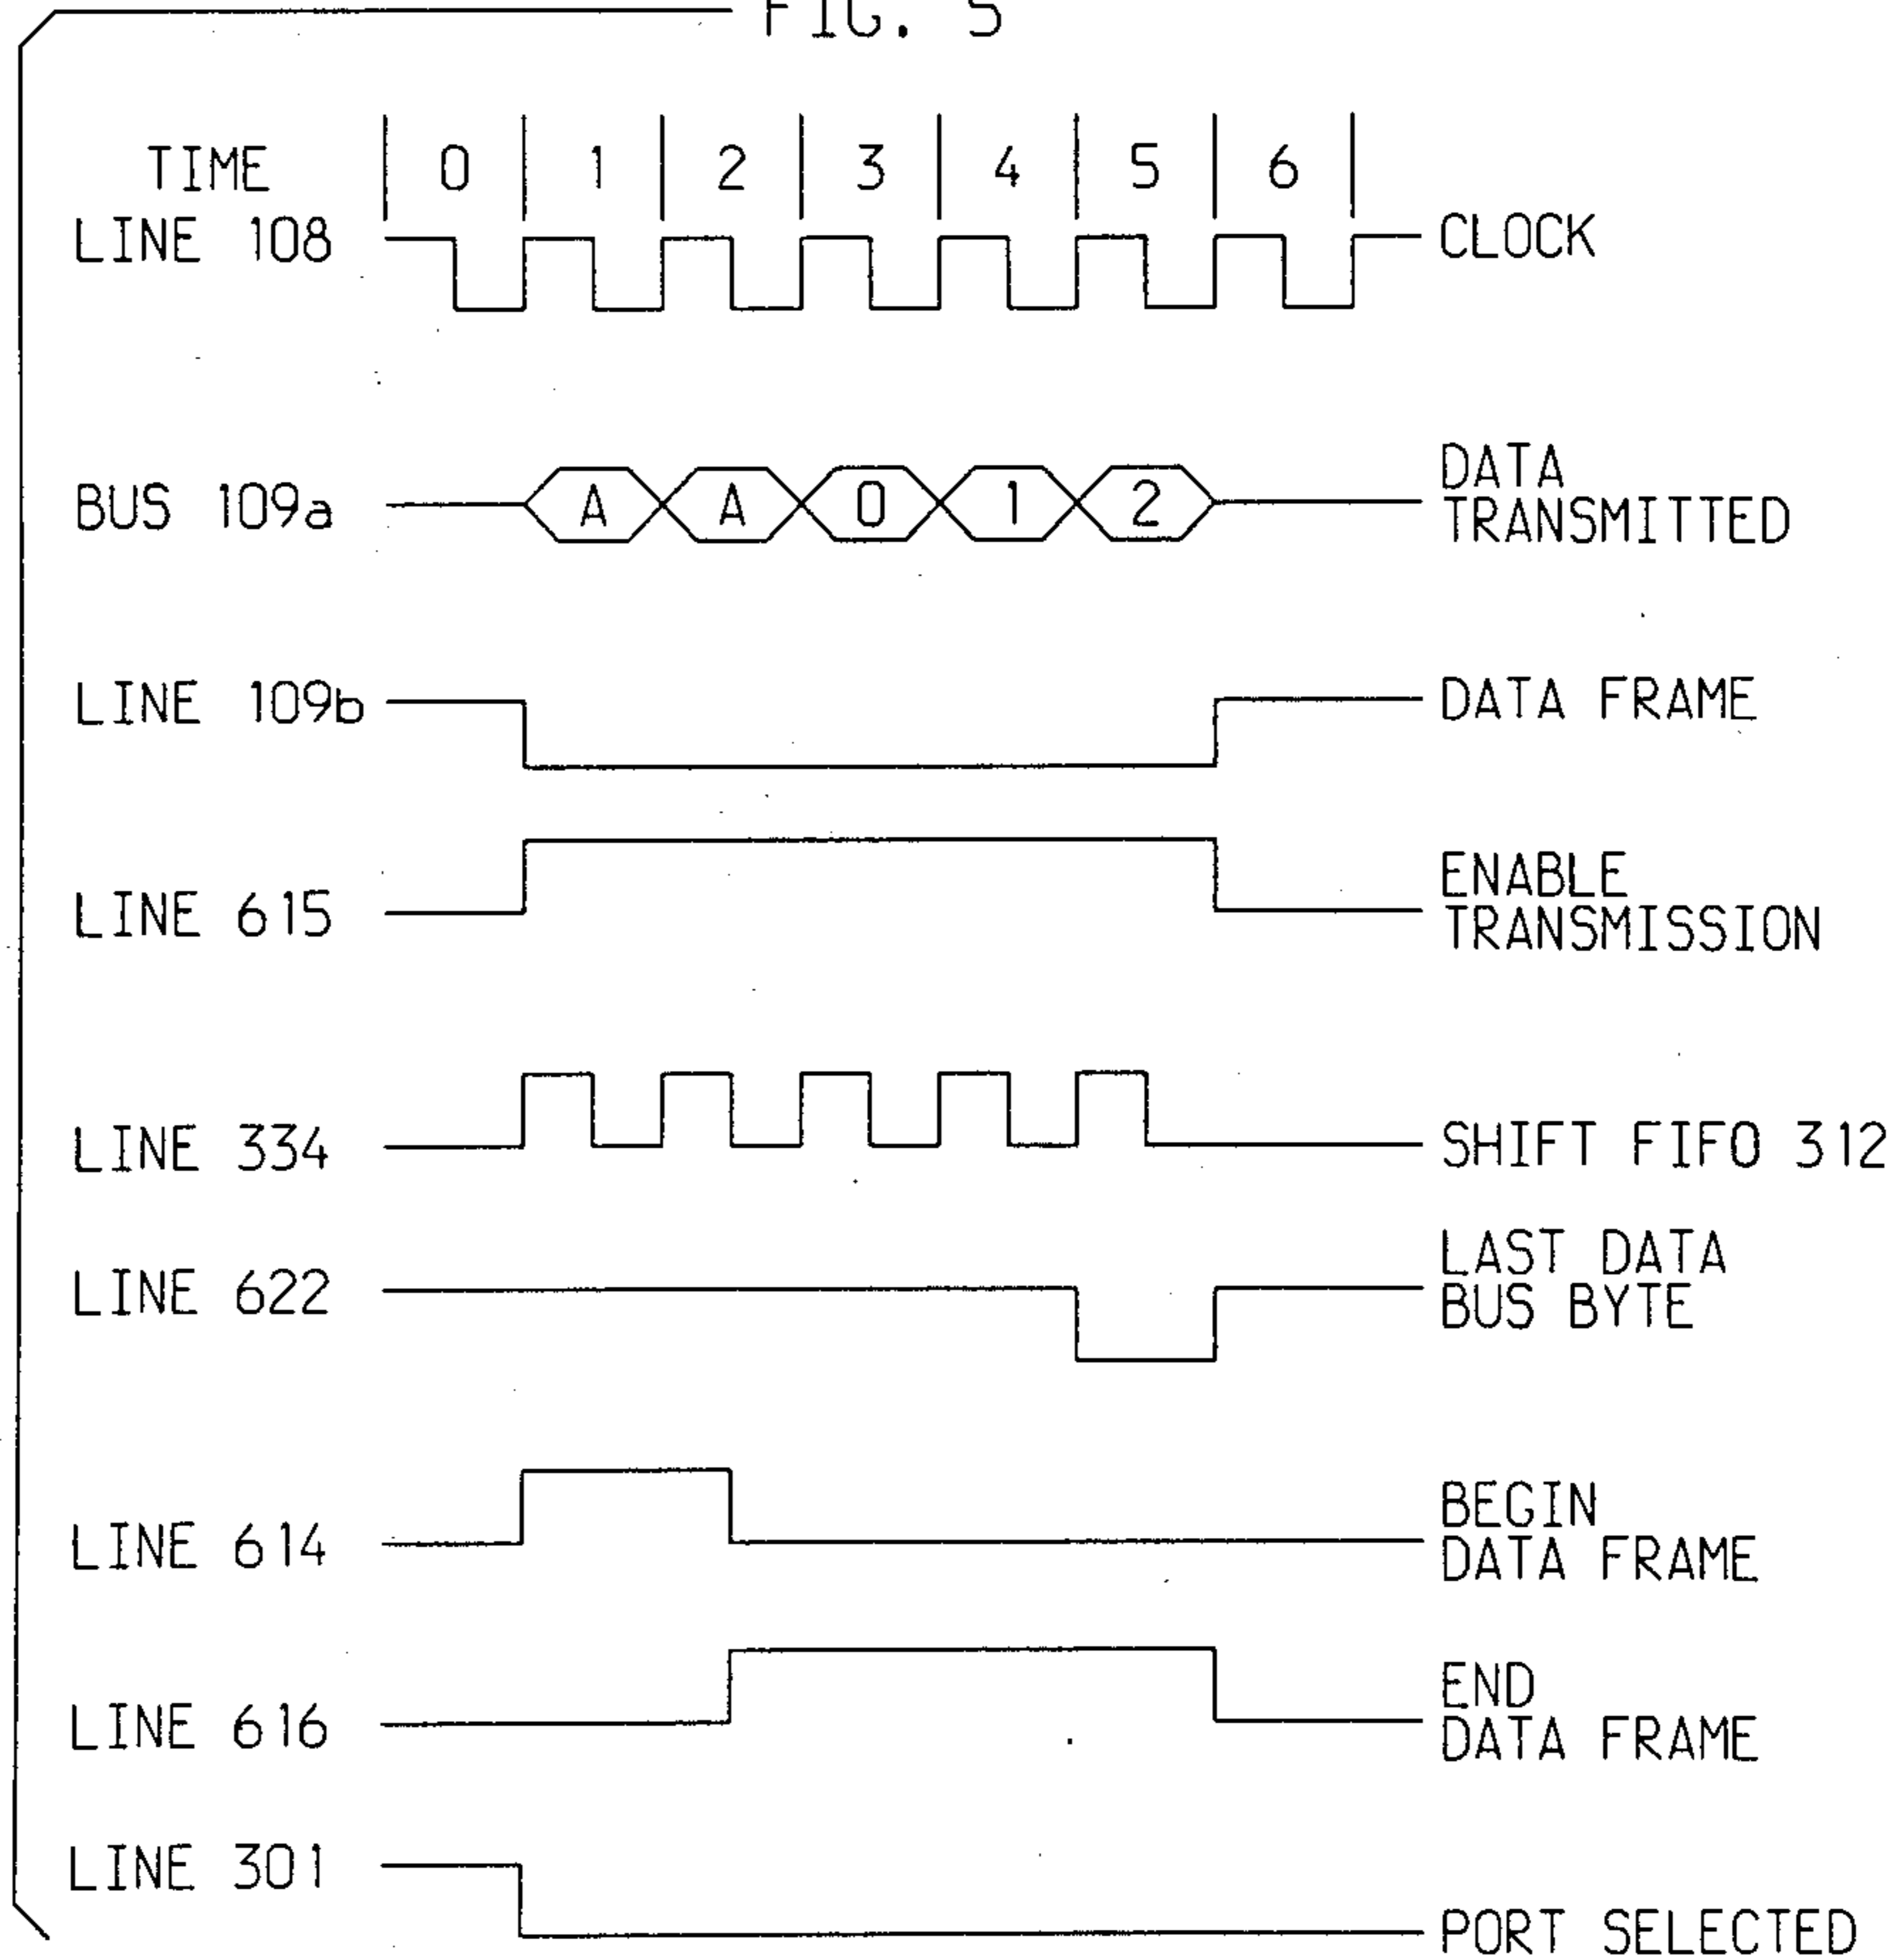 FIG. 5
TIME 0 1 2 3 4 5 6
LINE 108 CLOCK
BUS 109a A A 0 1 2 DATA
TRANSMITTED
LINE 109b DATA FRAME
LINE 615 ENABLE
TRANSMISSION
LINE 334 SHIFT FIFO 312
LINE 622 LAST DATA
BUS BYTE
LINE 614 BEGIN
DATA FRAME
LINE 616 END
DATA FRAME
LINE 301 PORT SELECTED